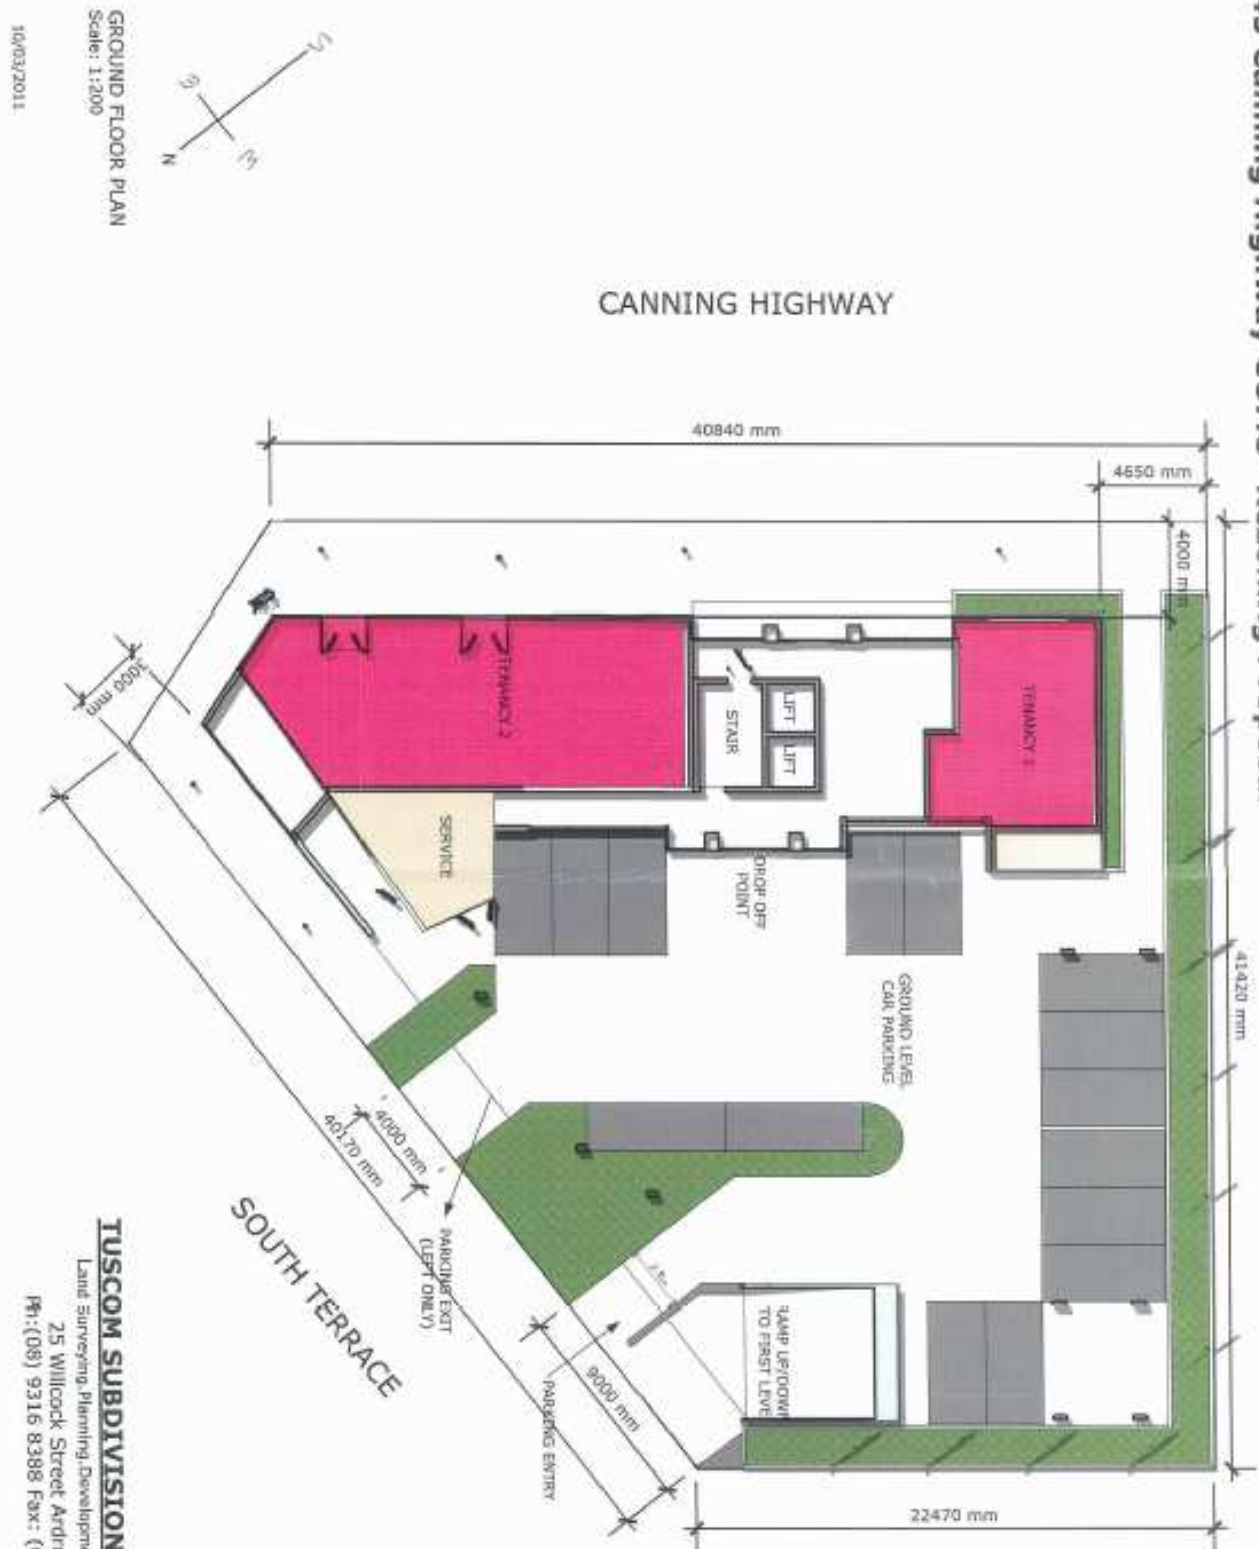 Canning Highway
CANNING HIGHWAY
40840 mm
4650 mm
4000 mm
41420 mm
TENANCY 2
STAIR
LIFT
LIFT
TENANCY
SERVICE
DROP OFF
POINT
GROUND LEVEL
CAR PARKING
3000 mm
4000 mm
40170 mm
PARKING EXIT
(LEFT ONLY)
SOUTH TERRACE
RAMP UP/DOWN
TO FIRST LEVE
9000 mm
PARKING ENTRY
22470 mm
S
W
N
GROUND FLOOR PLAN
Scale: 1:200
10/03/2011
TUSCOM SUBDIVISION
Land Surveying, Planning, Developm
25 Willcock Street Ardr
Ph:(08) 9316 8388 Fax: (